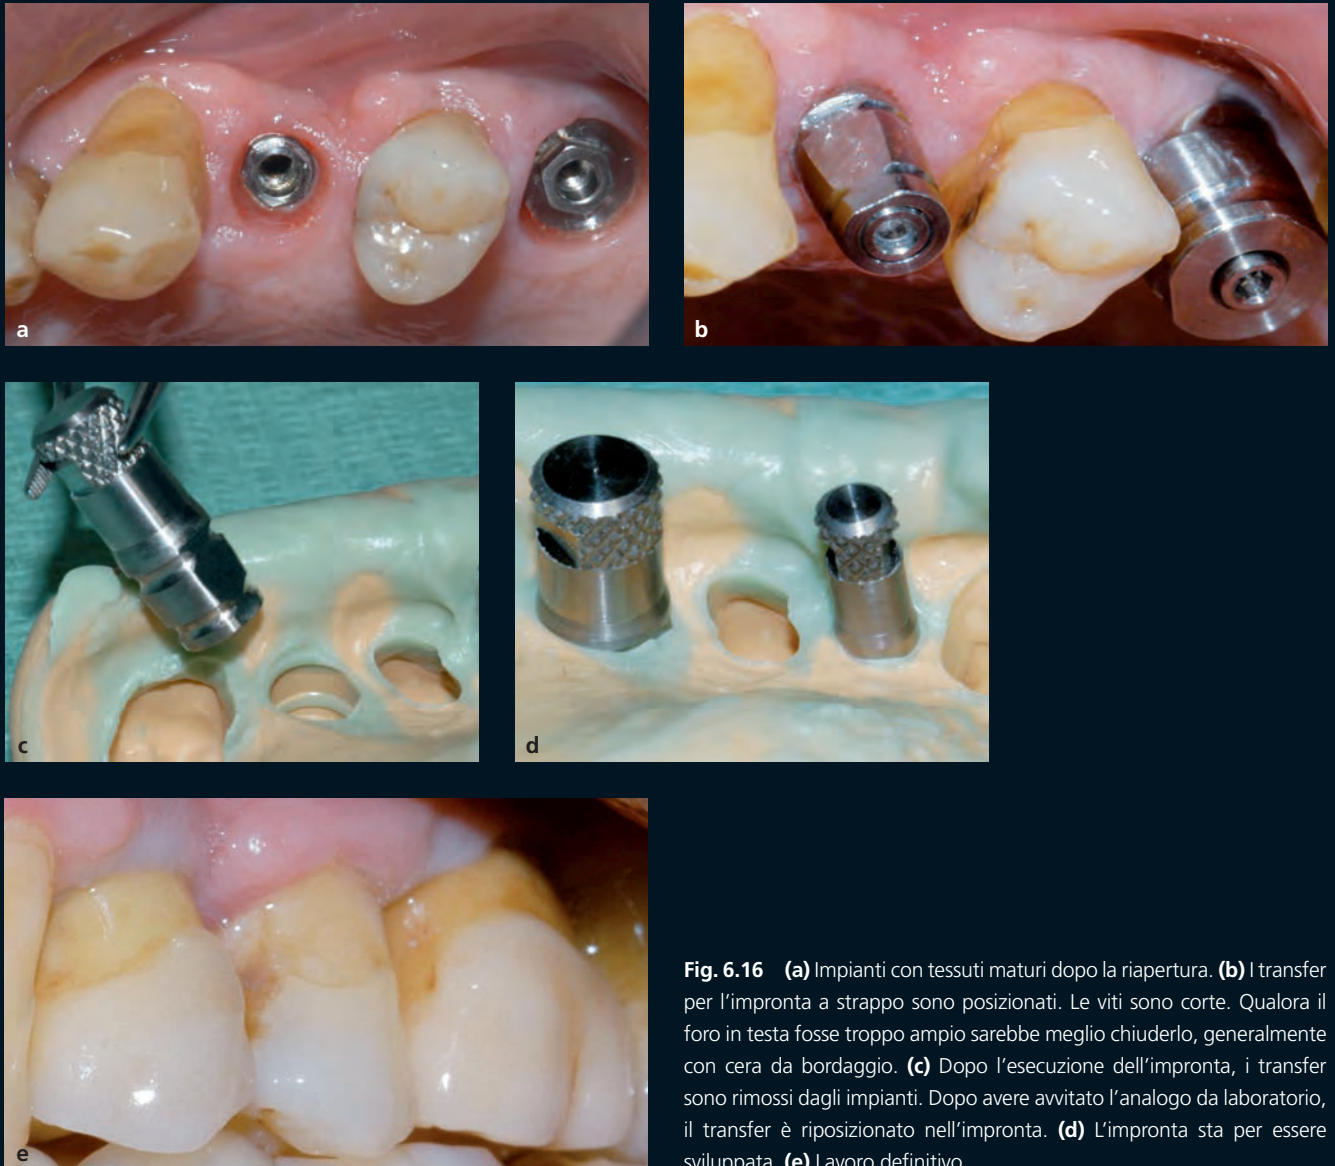 a
b
c
d
e
Fig. 6.16 (a) Impianti con tessuti maturi dopo la riapertura. (b) I transfer
per l'impronta a strappo sono posizionati. Le viti sono corte. Qualora il
foro in testa fosse troppo ampio sarebbe meglio chiuderlo, generalmente
con cera da bordaggio. (c) Dopo l'esecuzione dell'impronta, i transfer
sono rimossi dagli impianti. Dopo avere avvitato l'analogo da laboratorio,
il transfer è riposizionato nell'impronta. (d) L'impronta sta per essere
sviluppata. (e) Lavoro definitivo.